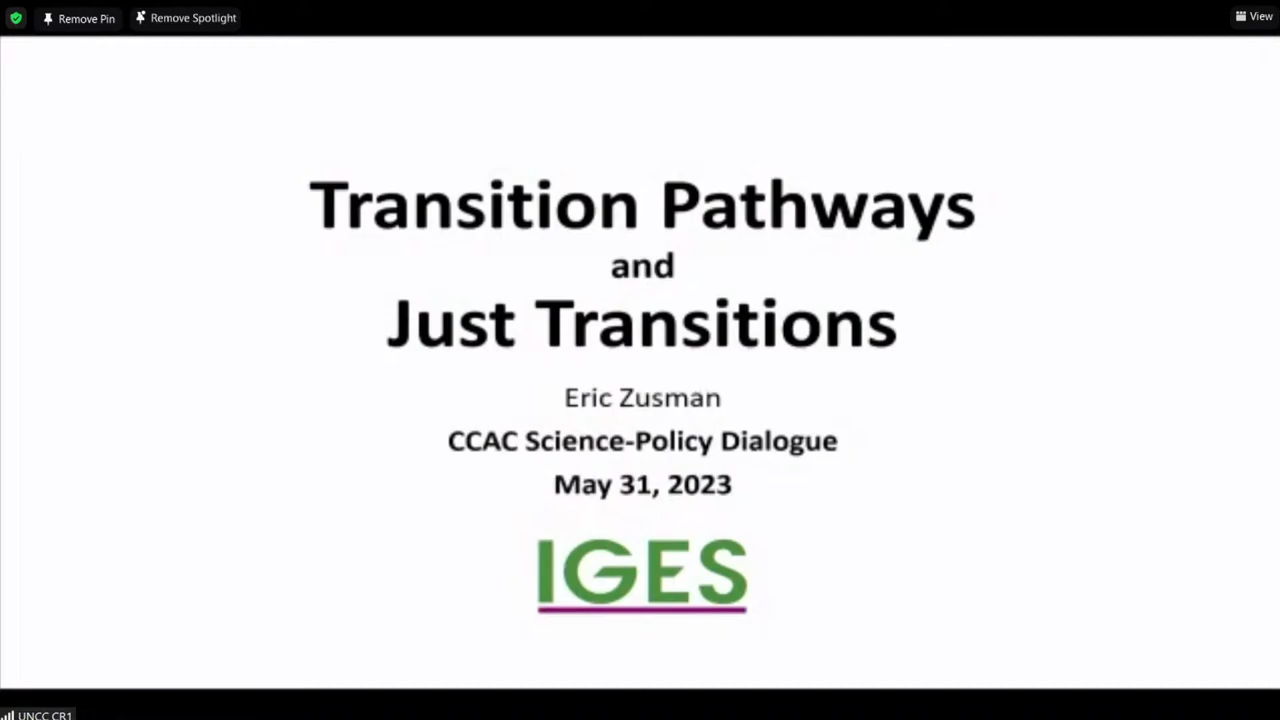 Remove Pin
Remove Spotlight
View
Transition Pathways
and
Just Transitions
Eric Zusman
CCAC Science-Policy Dialogue
May 31, 2023
IGES
UNCC CR1